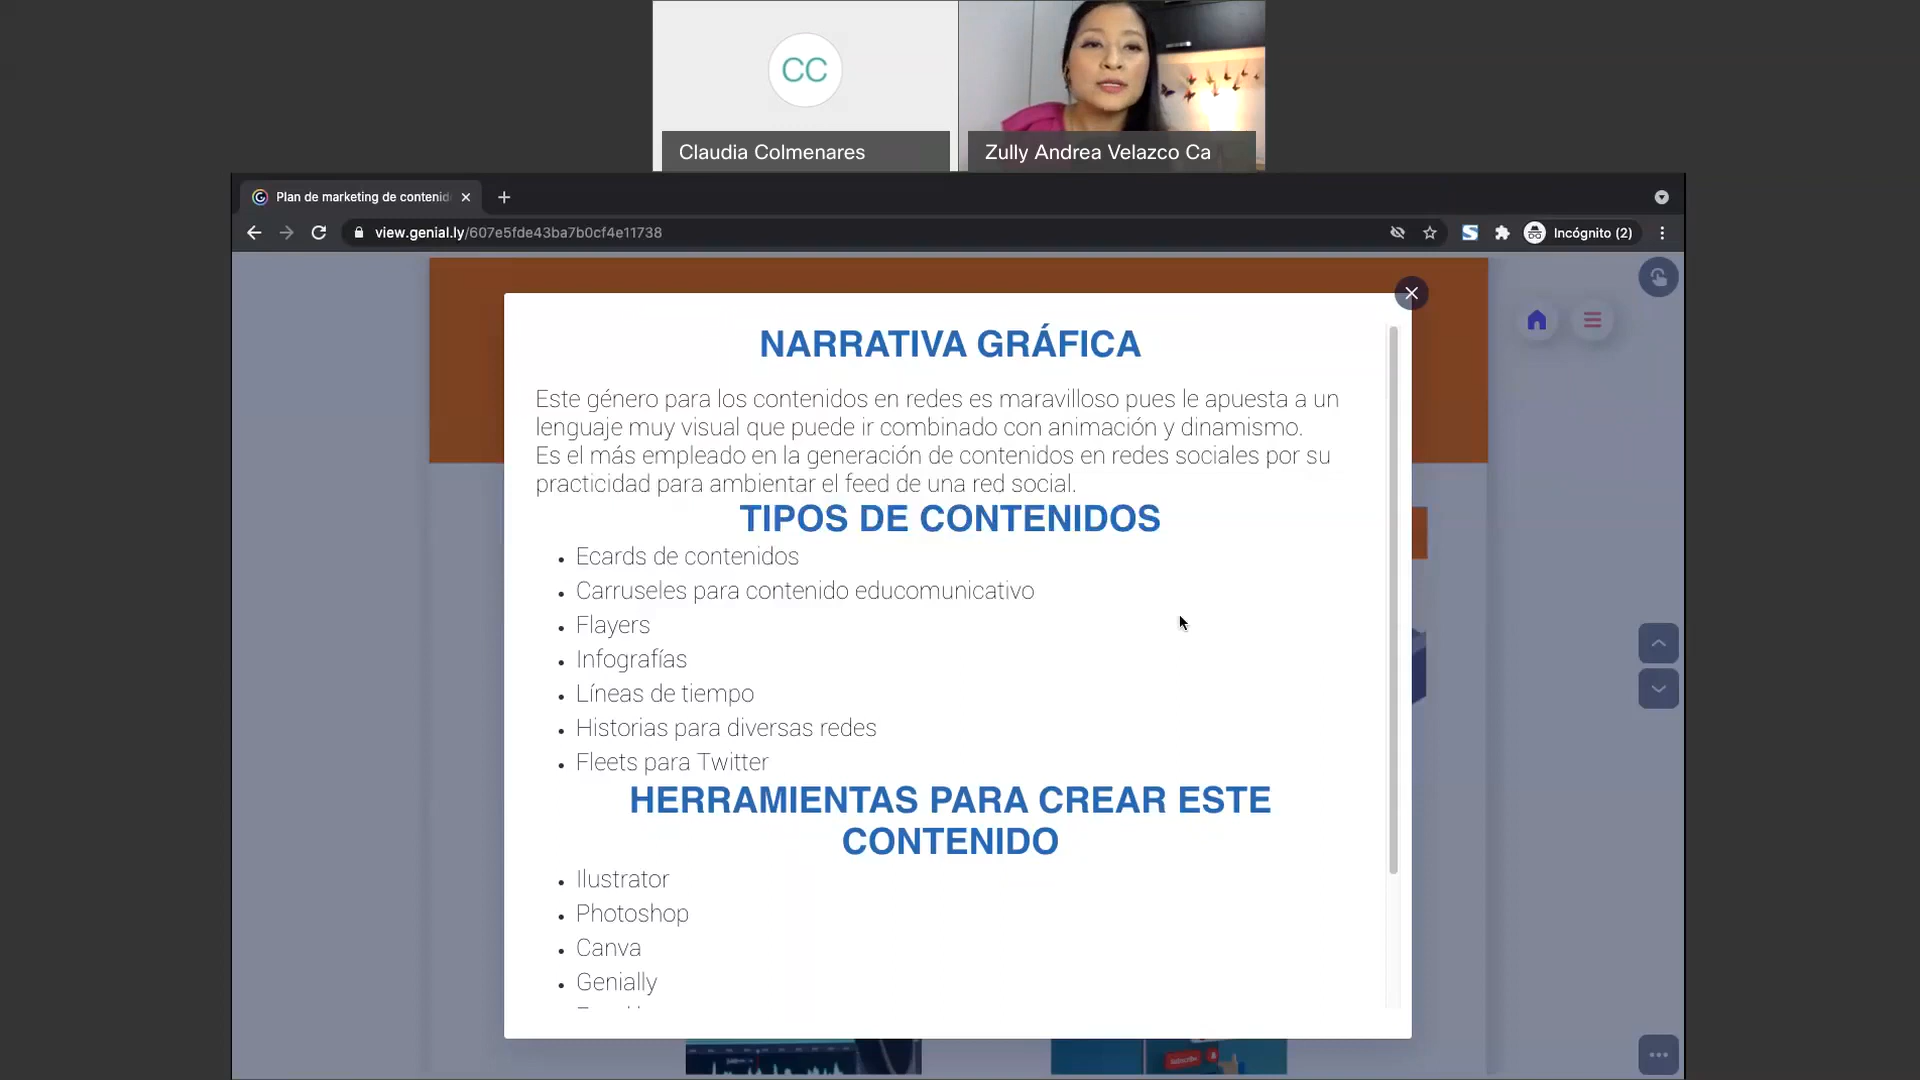 CC
Claudia Colmenares
Zully Andrea Velazco Ca
Plan de marketing de contenid
view.genial.ly/607e5fde43ba7b0cf4e11738
Incógnito (2)
NARRATIVA GRÁFICA
Este género para los contenidos en redes es maravilloso pues le apuesta a un
lenguaje muy visual que puede ir combinado con animación y dinamismo.
Es el más empleado en la generación de contenidos en redes sociales por su
practicidad para ambientar el feed de una red social.
TIPOS DE CONTENIDOS
• Ecards de contenidos
• Carruseles para contenido educomunicativo
• Flayers
• Infografías
• Líneas de tiempo
• Historias para diversas redes
• Fleets para Twitter
HERRAMIENTAS PARA CREAR ESTE
CONTENIDO
• Ilustrator
• Photoshop
• Canva
• Genially